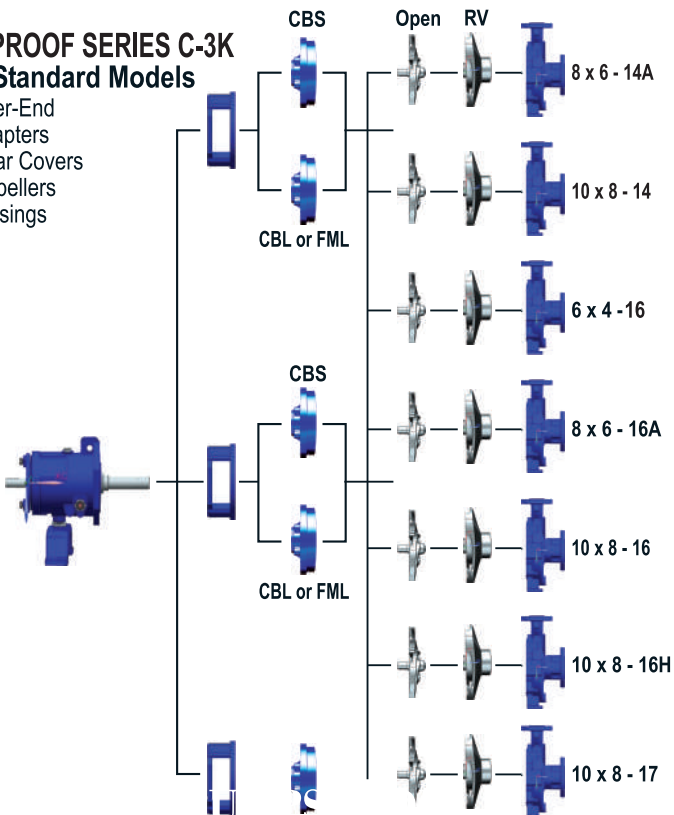 PROOF SERIES C-3K
Standard Models
er-End
apters
ar Covers
pellers
sings
CBS
Open RV
8 x 6 - 14A
10 x 8 - 14
CBL or FML
6 x 4 -16
CBS
8 x 6 - 16A
10 x 8 - 16
CBL or FML
10 x 8 - 16H
10 x 8 - 17